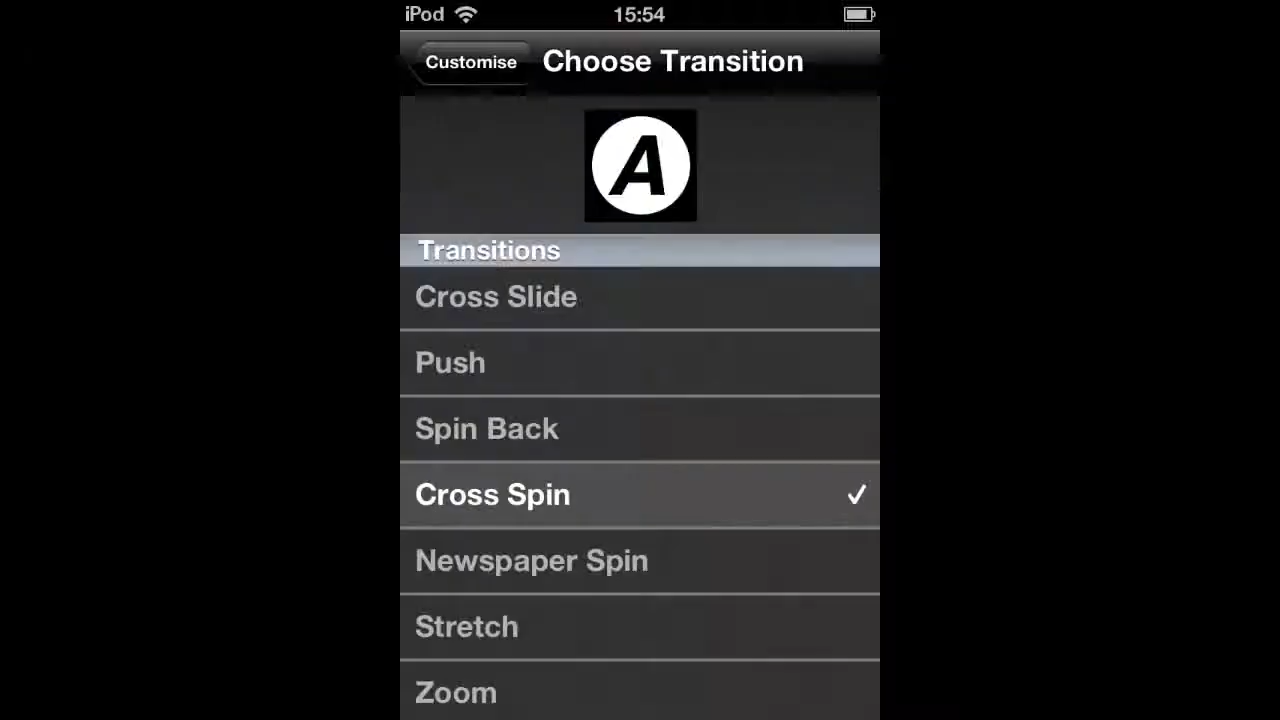 iPod 15:54
Customise Choose Transition
A
Transitions
Cross Slide
Push
Spin Back
Cross Spin ✓
Newspaper Spin
Stretch
Zoom